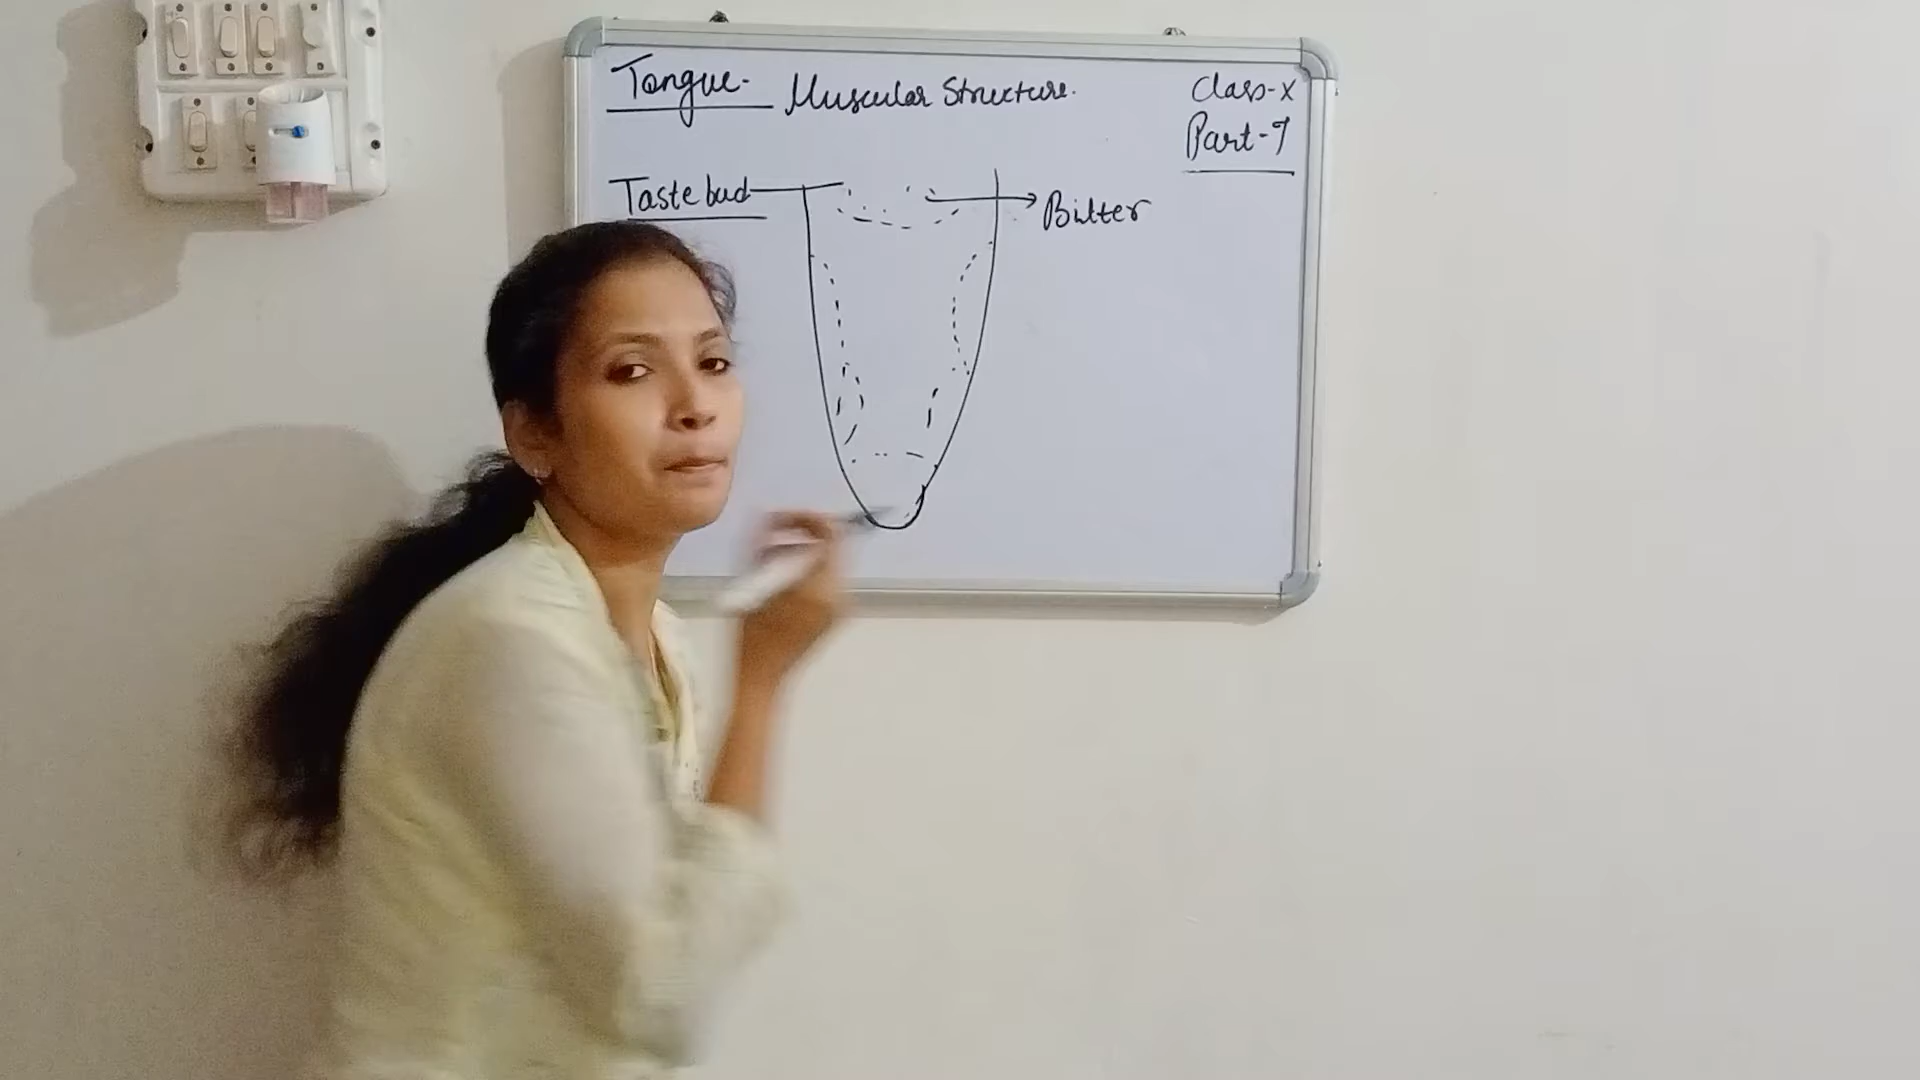 Tongue- Muscular Structure.
Class-X
Part-7
Taste bud
Bitter